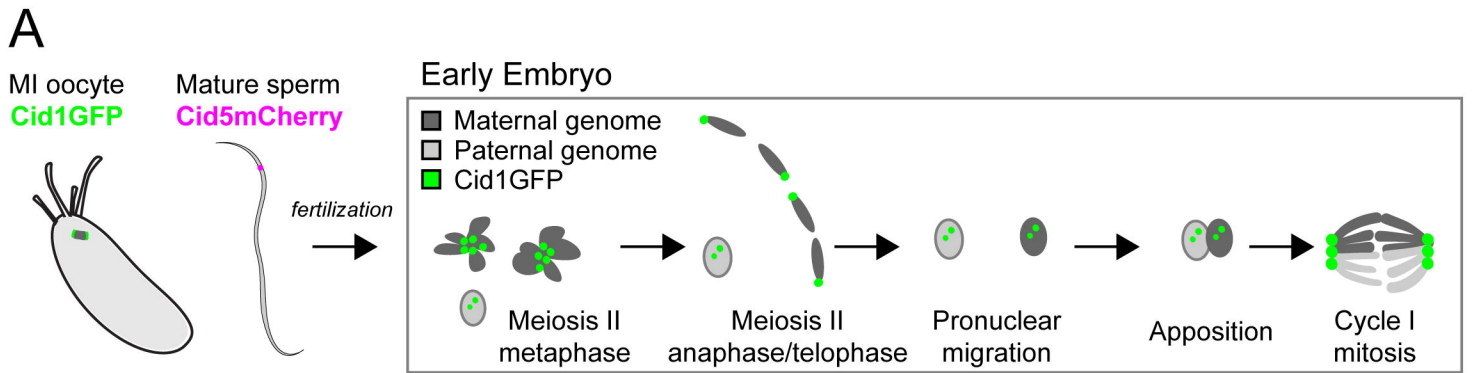 A
MI oocyte
Cid1GFP
Mature sperm
Cid5mCherry
fertilization
Early Embryo
Maternal genome
Paternal genome
Cid1GFP
Meiosis II
metaphase
Meiosis II
anaphase/telophase
Pronuclear
migration
Apposition
Cycle I
mitosis